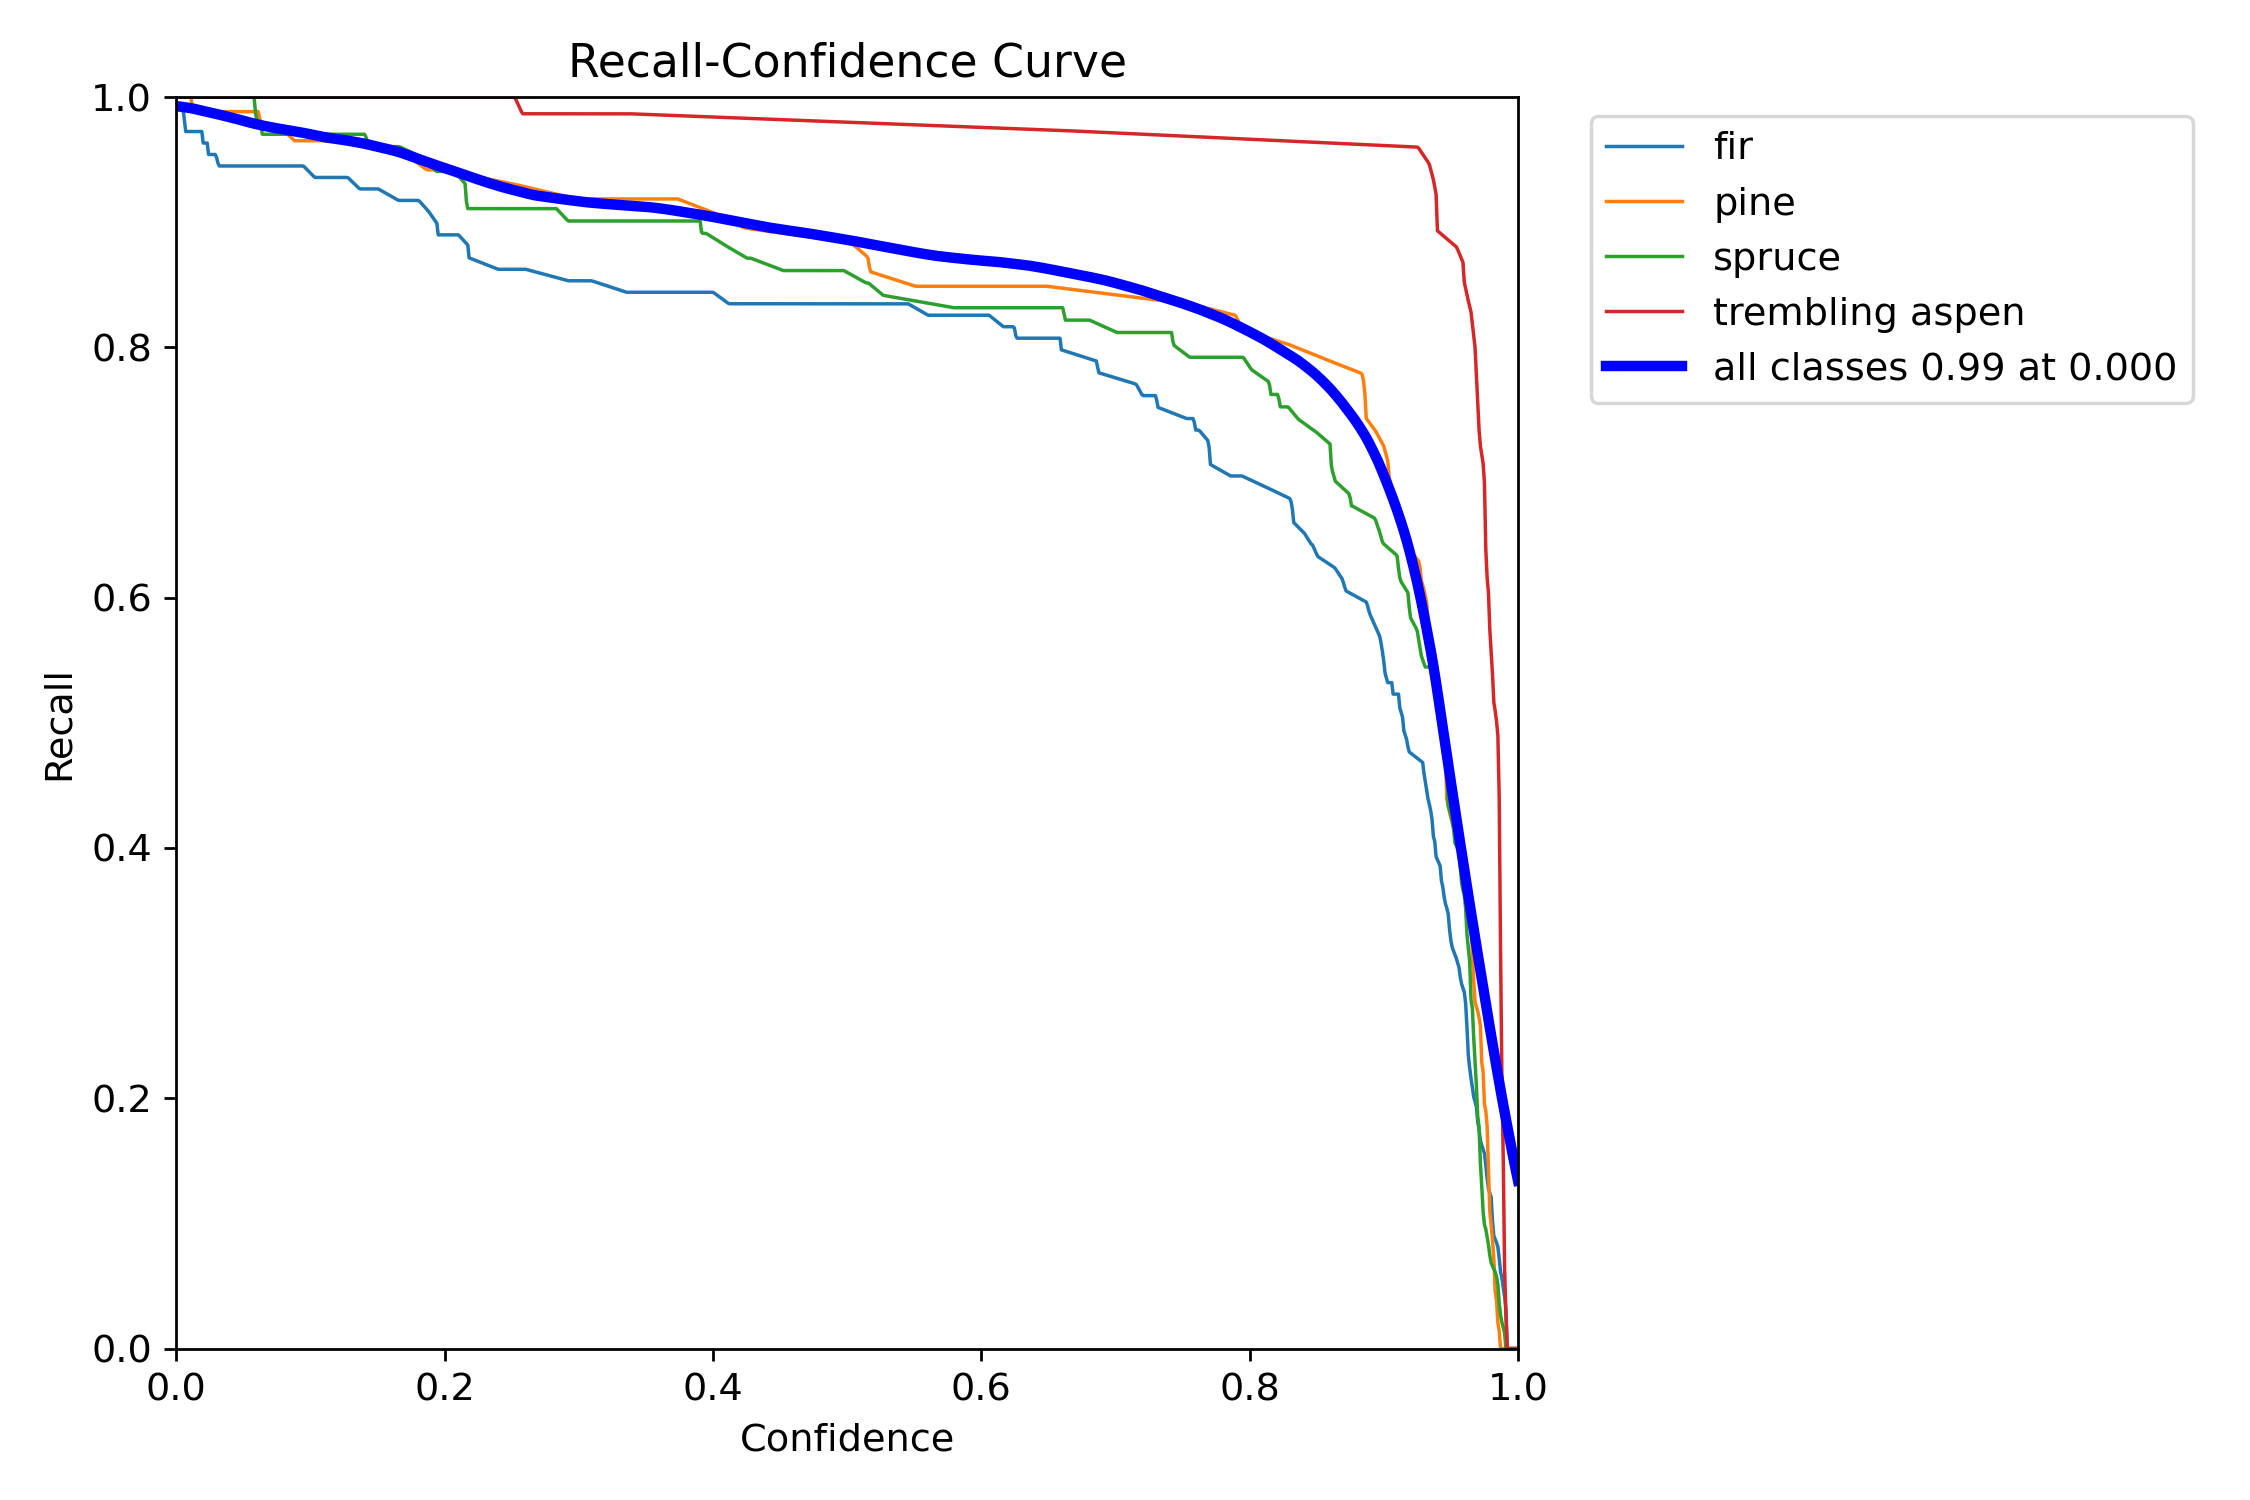 Recall-Confidence Curve
1.0
0.8
0.6
0.4
0.2
0.0
Recall
0.0 0.2 0.4 0.6 0.8 1.0
Confidence
fir
pine
spruce
trembling aspen
all classes 0.99 at 0.000